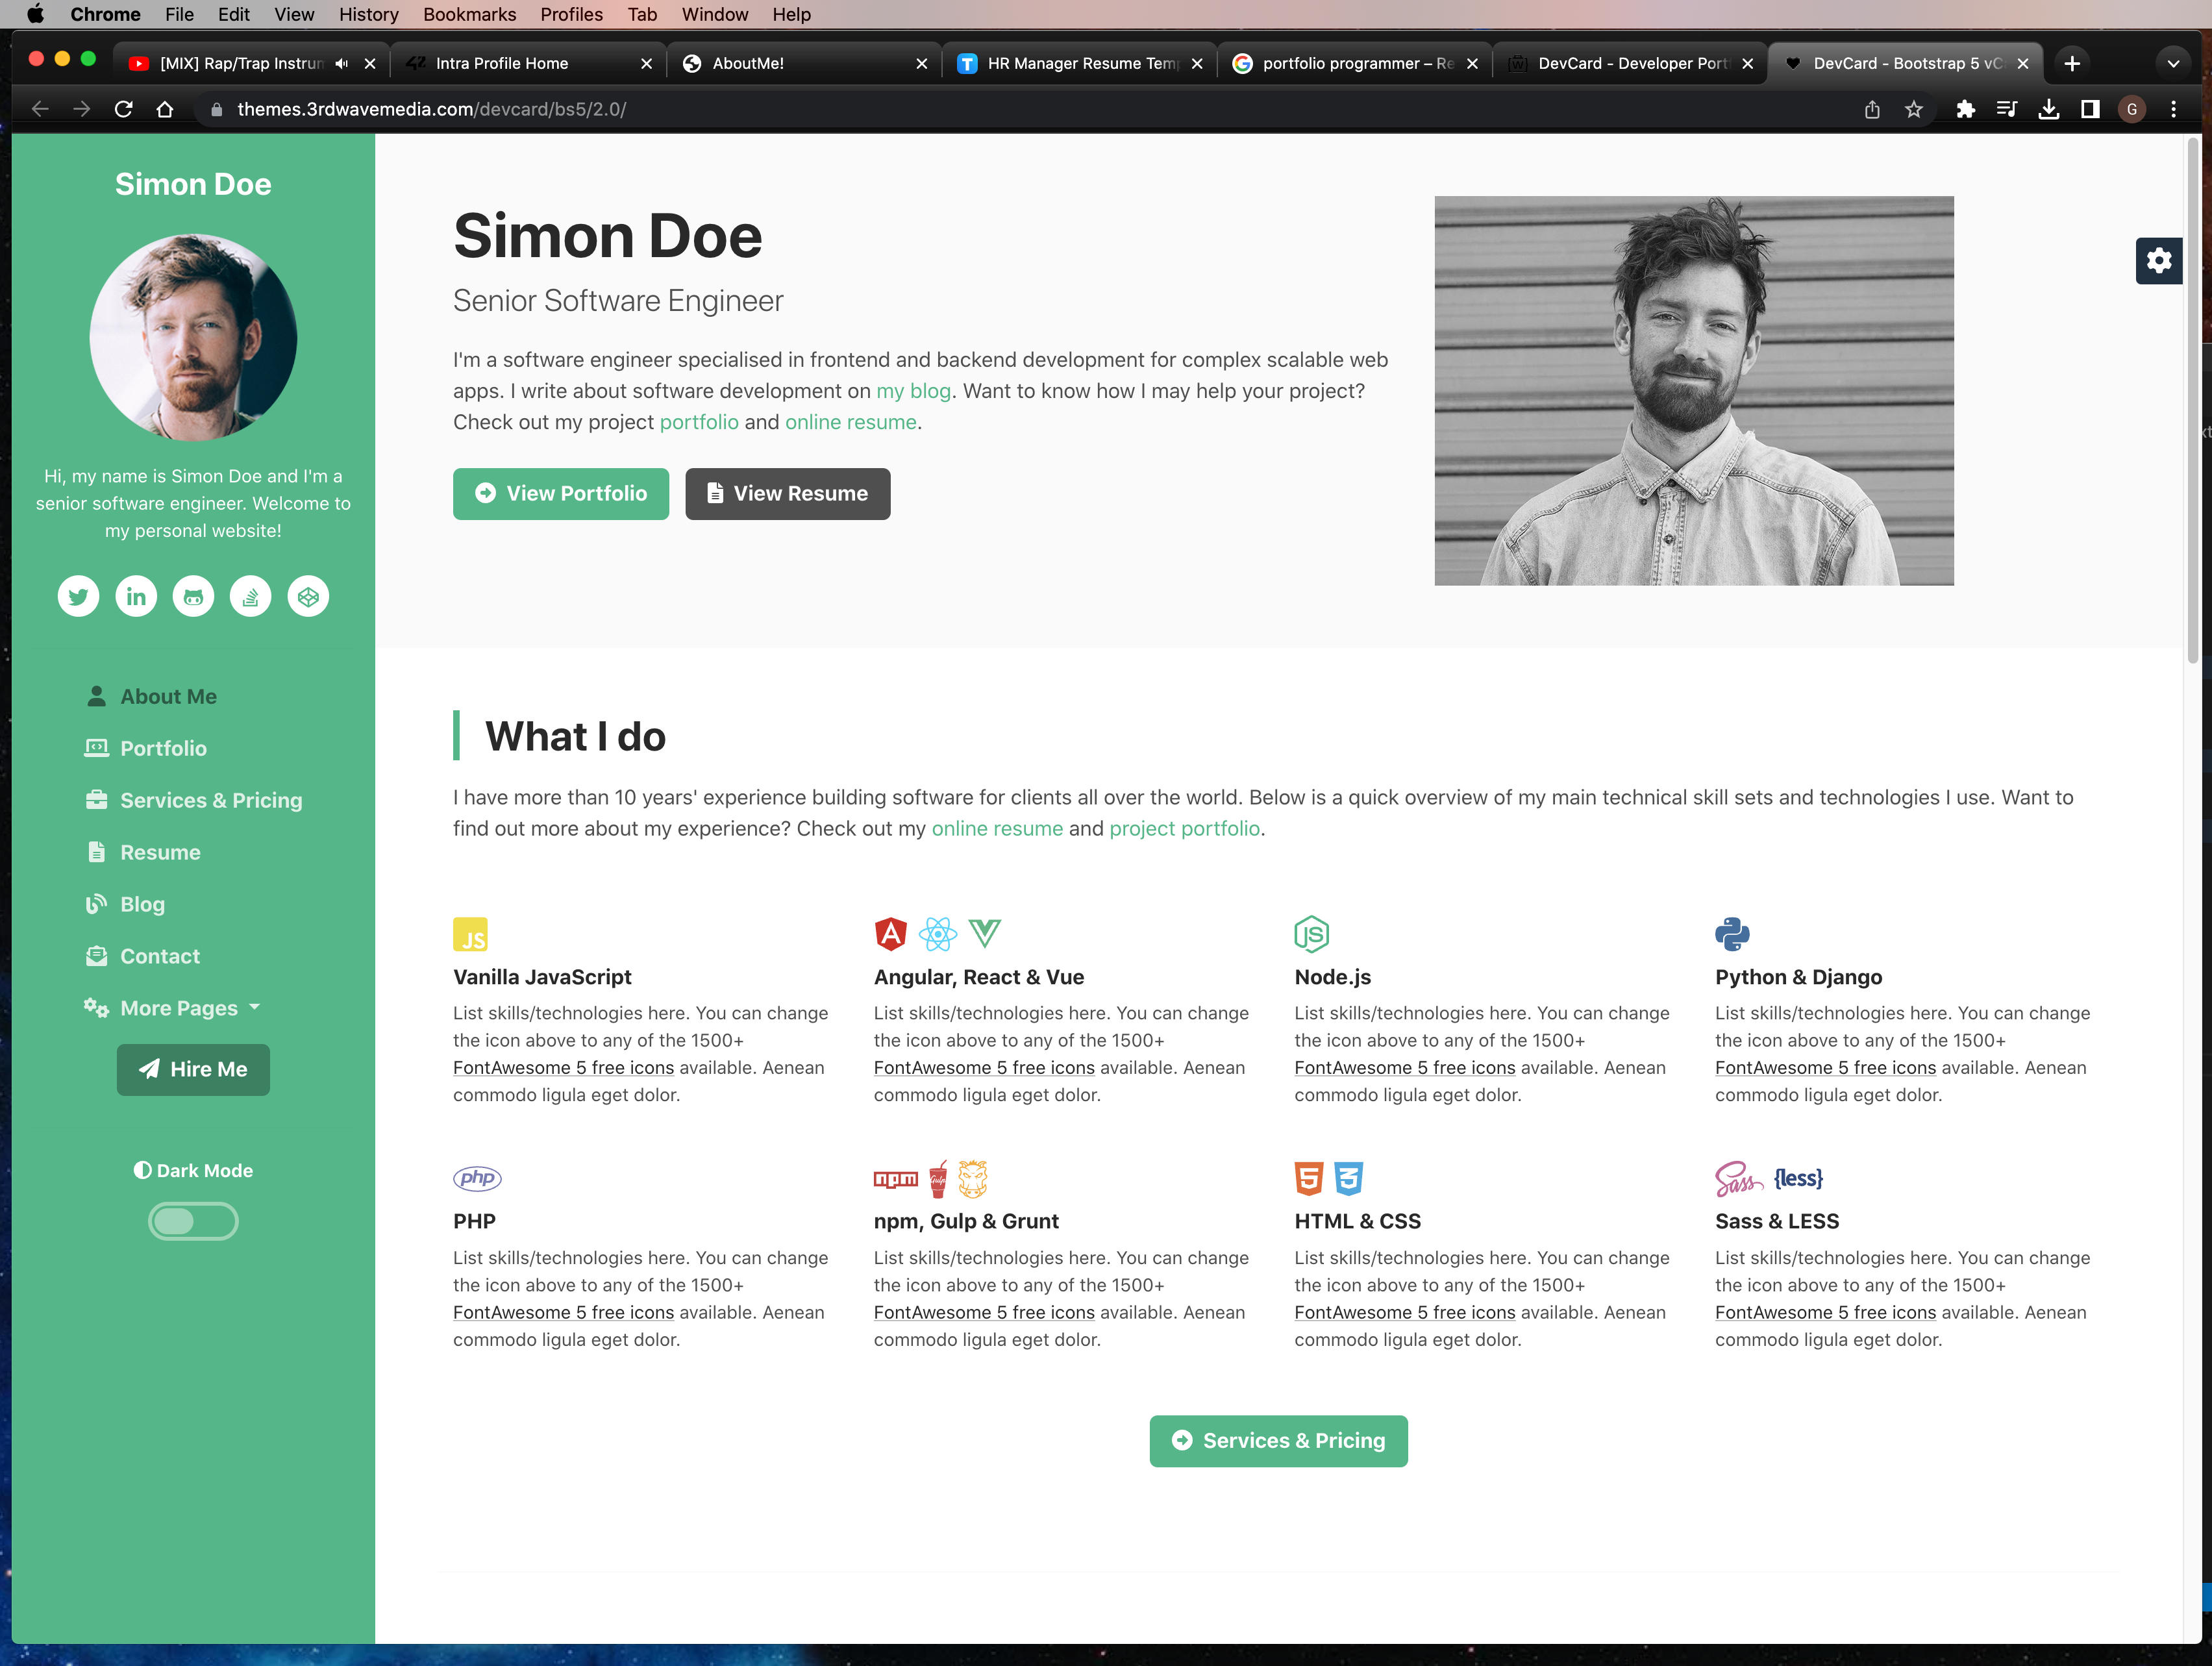 Chrome File Edit View History Bookmarks Profiles Tab Window Help
[MIX] Rap/Trap Instrum
Intra Profile Home
AboutMe!
HR Manager Resume Temp
portfolio programmer – Re
DevCard - Developer Port
DevCard - Bootstrap 5 vC
themes.3rdwavemedia.com/devcard/bs5/2.0/
G
Simon Doe
Hi, my name is Simon Doe and I'm a
senior software engineer. Welcome to
my personal website!
About Me
Portfolio
Services & Pricing
Resume
Blog
Contact
More Pages
Hire Me
Dark Mode
Simon Doe
Senior Software Engineer
I'm a software engineer specialised in frontend and backend development for complex scalable web
apps. I write about software development on my blog. Want to know how I may help your project?
Check out my project portfolio and online resume.
View Portfolio
View Resume
What I do
I have more than 10 years' experience building software for clients all over the world. Below is a quick overview of my main technical skill sets and technologies I use. Want to
find out more about my experience? Check out my online resume and project portfolio.
JS
Vanilla JavaScript
List skills/technologies here. You can change
the icon above to any of the 1500+
FontAwesome 5 free icons available. Aenean
commodo ligula eget dolor.
A
Angular, React & Vue
List skills/technologies here. You can change
the icon above to any of the 1500+
FontAwesome 5 free icons available. Aenean
commodo ligula eget dolor.
JS
Node.js
List skills/technologies here. You can change
the icon above to any of the 1500+
FontAwesome 5 free icons available. Aenean
commodo ligula eget dolor.
Python & Django
List skills/technologies here. You can change
the icon above to any of the 1500+
FontAwesome 5 free icons available. Aenean
commodo ligula eget dolor.
php
PHP
List skills/technologies here. You can change
the icon above to any of the 1500+
FontAwesome 5 free icons available. Aenean
commodo ligula eget dolor.
npm Gulp
npm, Gulp & Grunt
List skills/technologies here. You can change
the icon above to any of the 1500+
FontAwesome 5 free icons available. Aenean
commodo ligula eget dolor.
5 3
HTML & CSS
List skills/technologies here. You can change
the icon above to any of the 1500+
FontAwesome 5 free icons available. Aenean
commodo ligula eget dolor.
Sass {less}
Sass & LESS
List skills/technologies here. You can change
the icon above to any of the 1500+
FontAwesome 5 free icons available. Aenean
commodo ligula eget dolor.
Services & Pricing